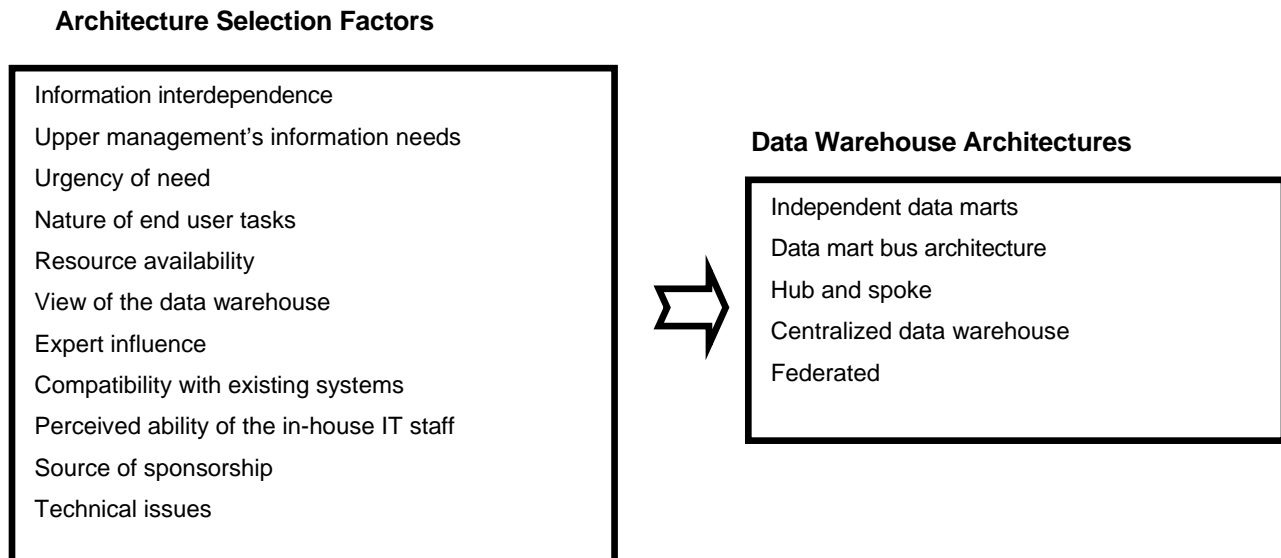 Architecture Selection Factors
Information interdependence
Upper management's information needs
Urgency of need
Nature of end user tasks
Resource availability
View of the data warehouse
Expert influence
Compatibility with existing systems
Perceived ability of the in-house IT staff
Source of sponsorship
Technical issues
Data Warehouse Architectures
Independent data marts
Data mart bus architecture
Hub and spoke
Centralized data warehouse
Federated